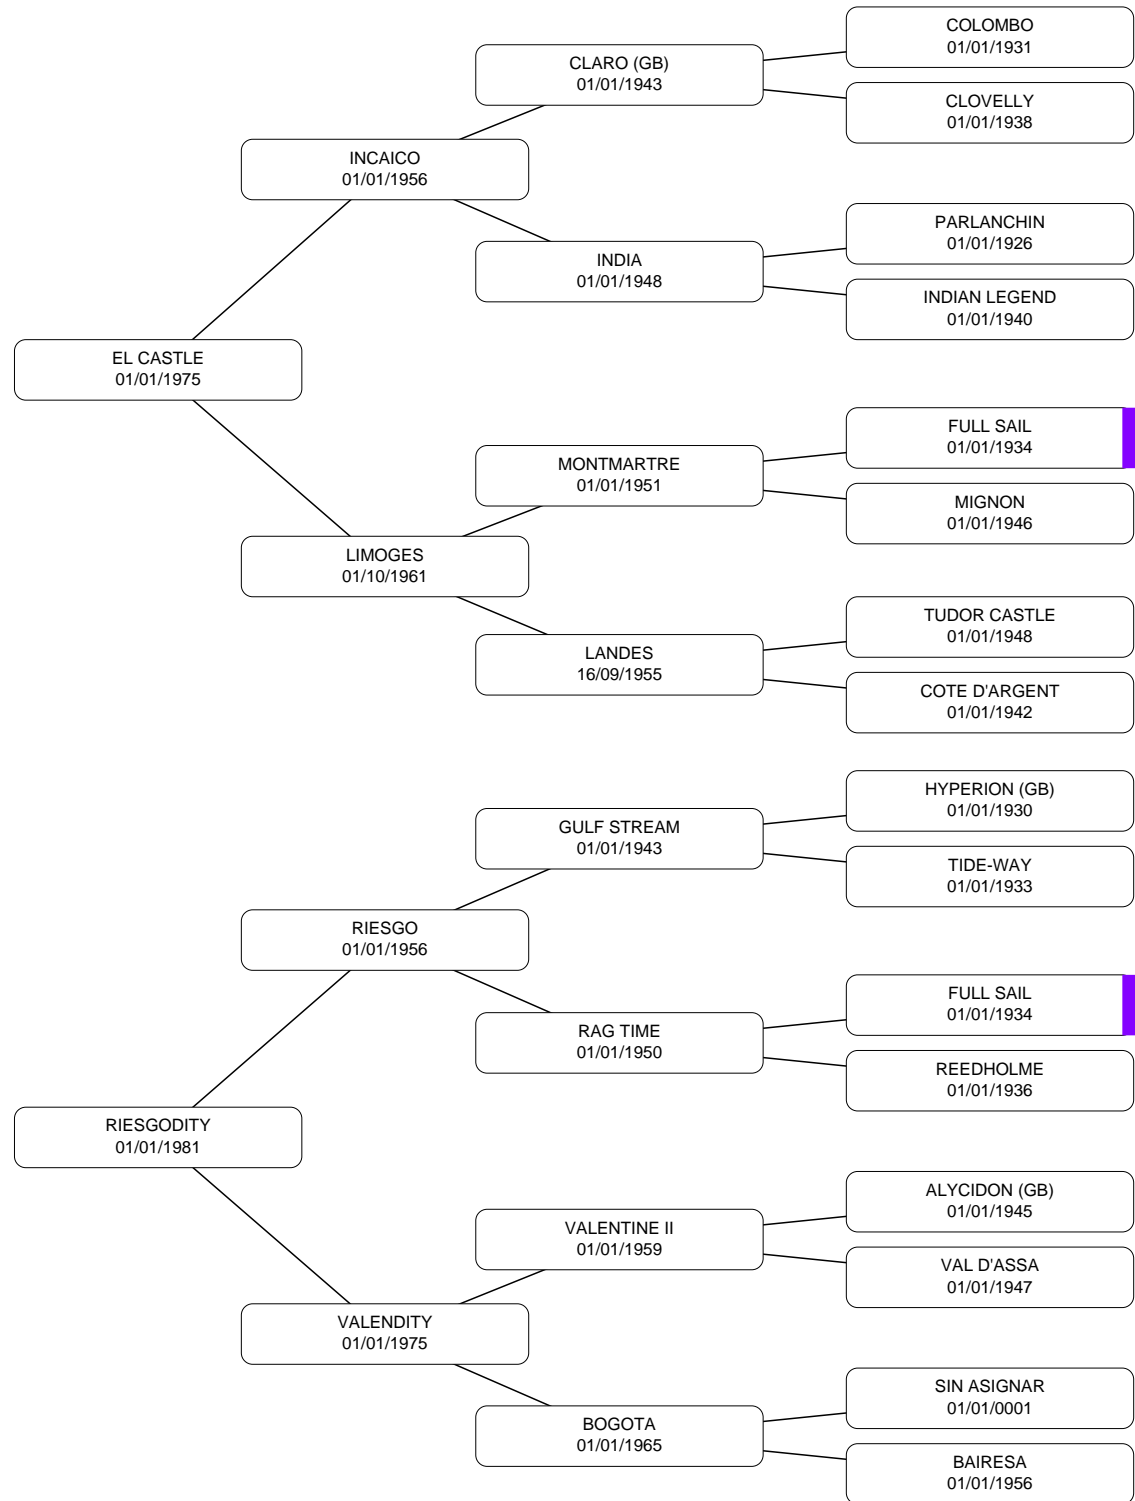 COLOMBO
01/01/1931
CLARO (GB)
01/01/1943
CLOVELLY
01/01/1938
INCAICO
01/01/1956
PARLANCHIN
01/01/1926
INDIA
01/01/1948
INDIAN LEGEND
01/01/1940
EL CASTLE
01/01/1975
FULL SAIL
01/01/1934
MONTMARTRE
01/01/1951
MIGNON
01/01/1946
LIMOGES
01/10/1961
TUDOR CASTLE
01/01/1948
LANDES
16/09/1955
COTE D'ARGENT
01/01/1942
HYPERION (GB)
01/01/1930
GULF STREAM
01/01/1943
TIDE-WAY
01/01/1933
RIESGO
01/01/1956
FULL SAIL
01/01/1934
RAG TIME
01/01/1950
REEDHOLME
01/01/1936
RIESGODITY
01/01/1981
ALYCIDON (GB)
01/01/1945
VALENTINE II
01/01/1959
VAL D'ASSA
01/01/1947
VALENDITY
01/01/1975
SIN ASIGNAR
01/01/0001
BOGOTA
01/01/1965
BAIRESA
01/01/1956